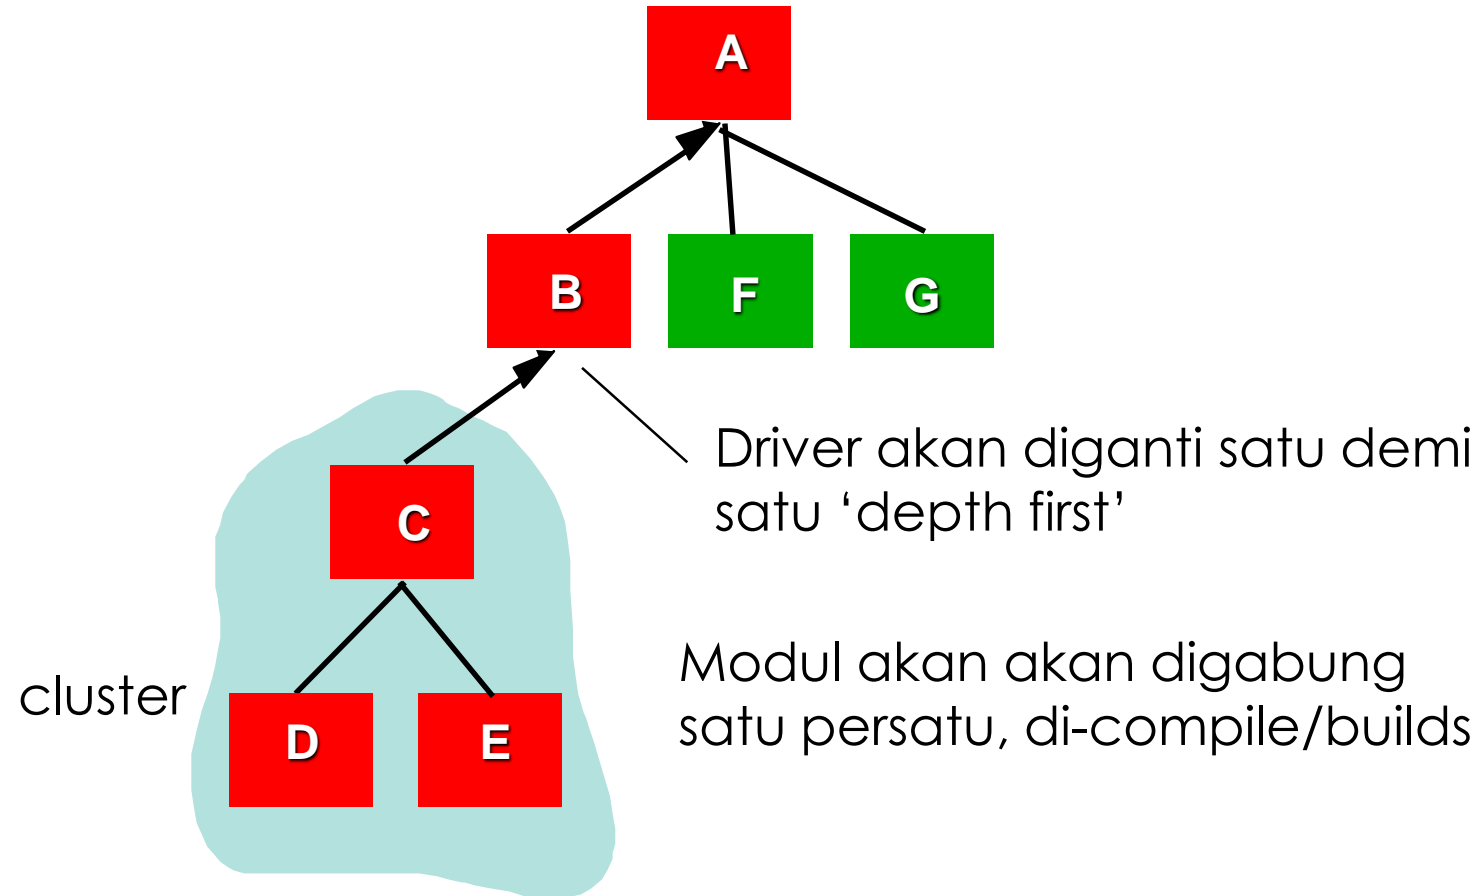 A
B
F
G
Driver akan diganti satu demi
satu ‘depth first’
C
Modul akan akan digabung
satu persatu, di-compile/builds
cluster
D
E